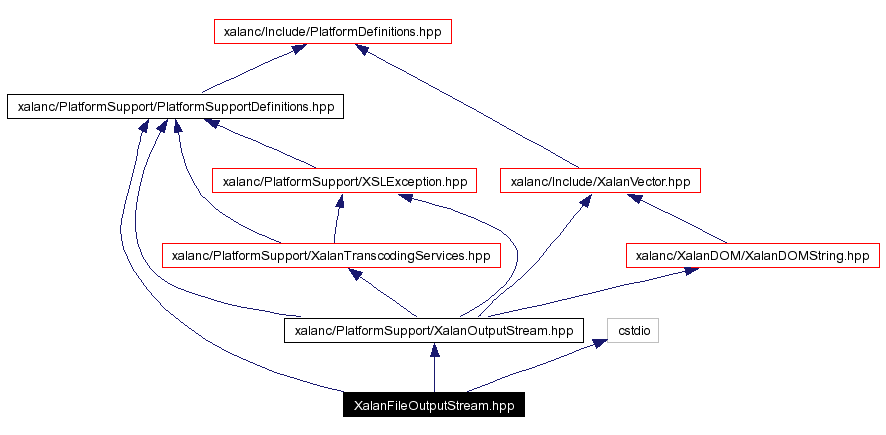 xalanc/Include/PlatformDefinitions.hpp
xalanc/PlatformSupport/PlatformSupportDefinitions.hpp
xalanc/PlatformSupport/XSLException.hpp
xalanc/Include/XalanVector.hpp
xalanc/PlatformSupport/XalanTranscodingServices.hpp
xalanc/XalanDOM/XalanDOMString.hpp
xalanc/PlatformSupport/XalanOutputStream.hpp
cstdio
XalanFileOutputStream.hpp